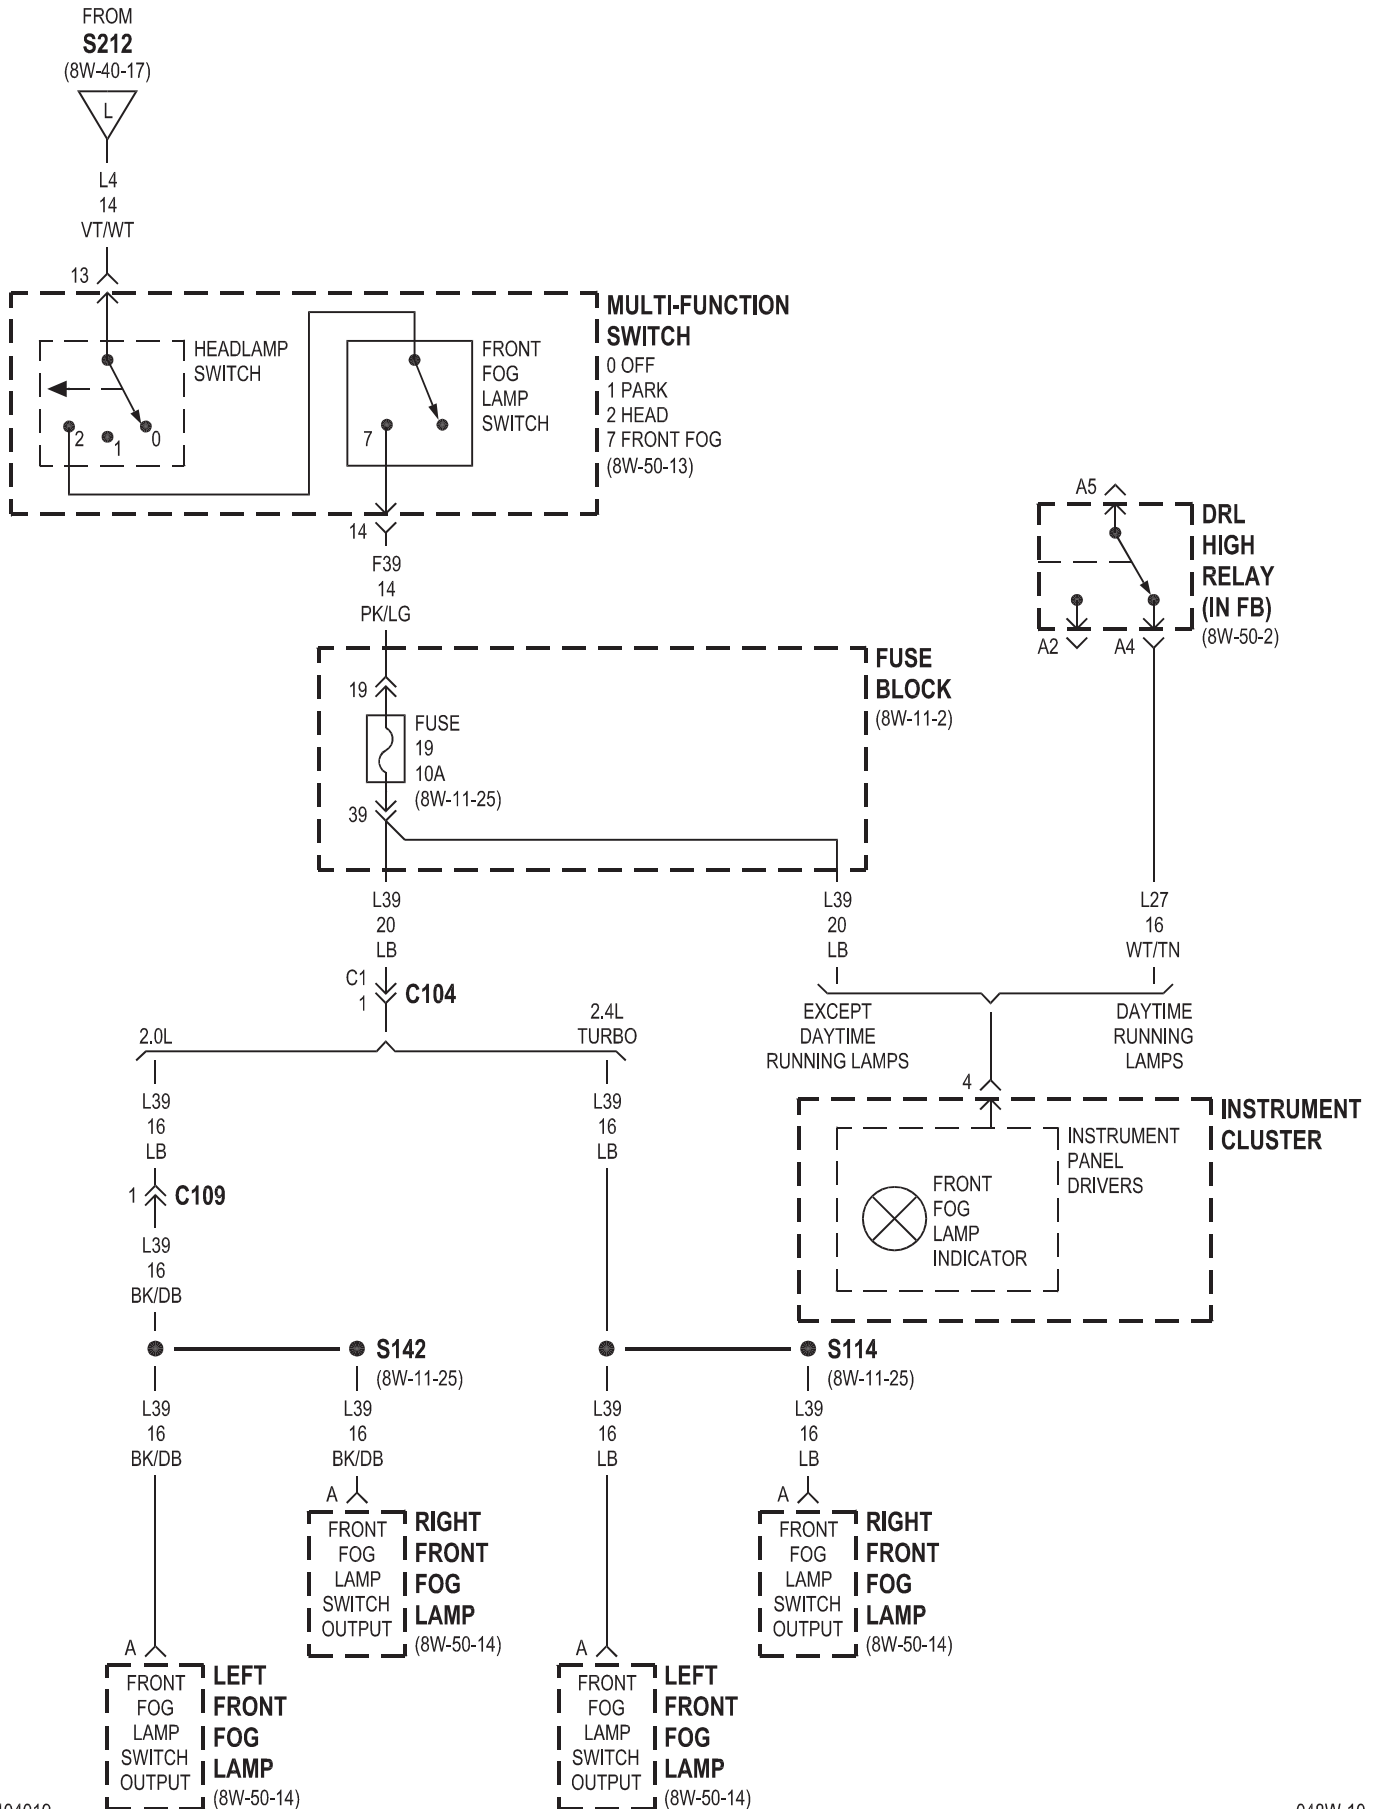 FROM
S212
(8W-40-17)
L
L4
14
VT/WT
13
HEADLAMP
SWITCH
2
1
0
FRONT
FOG
LAMP
SWITCH
7
MULTI-FUNCTION
SWITCH
0 OFF
1 PARK
2 HEAD
7 FRONT FOG
(8W-50-13)
14
F39
14
PK/LG
A5
DRL
HIGH
RELAY
(IN FB)
(8W-50-2)
A2
A4
FUSE
BLOCK
(8W-11-2)
19
FUSE
19
10A
(8W-11-25)
39
L39
20
LB
L39
20
LB
L27
16
WT/TN
C1
1
C104
EXCEPT
DAYTIME
RUNNING LAMPS
DAYTIME
RUNNING
LAMPS
2.0L
2.4L
TURBO
4
INSTRUMENT
CLUSTER
INSTRUMENT
PANEL
DRIVERS
FRONT
FOG
LAMP
INDICATOR
L39
16
LB
L39
16
LB
1
C109
L39
16
BK/DB
S142
(8W-11-25)
S114
(8W-11-25)
L39
16
BK/DB
L39
16
BK/DB
L39
16
LB
L39
16
LB
A
FRONT
FOG
LAMP
SWITCH
OUTPUT
RIGHT
FRONT
FOG
LAMP
(8W-50-14)
A
FRONT
FOG
LAMP
SWITCH
OUTPUT
RIGHT
FRONT
FOG
LAMP
(8W-50-14)
A
FRONT
FOG
LAMP
SWITCH
OUTPUT
LEFT
FRONT
FOG
LAMP
(8W-50-14)
A
FRONT
FOG
LAMP
SWITCH
OUTPUT
LEFT
FRONT
FOG
LAMP
(8W-50-14)